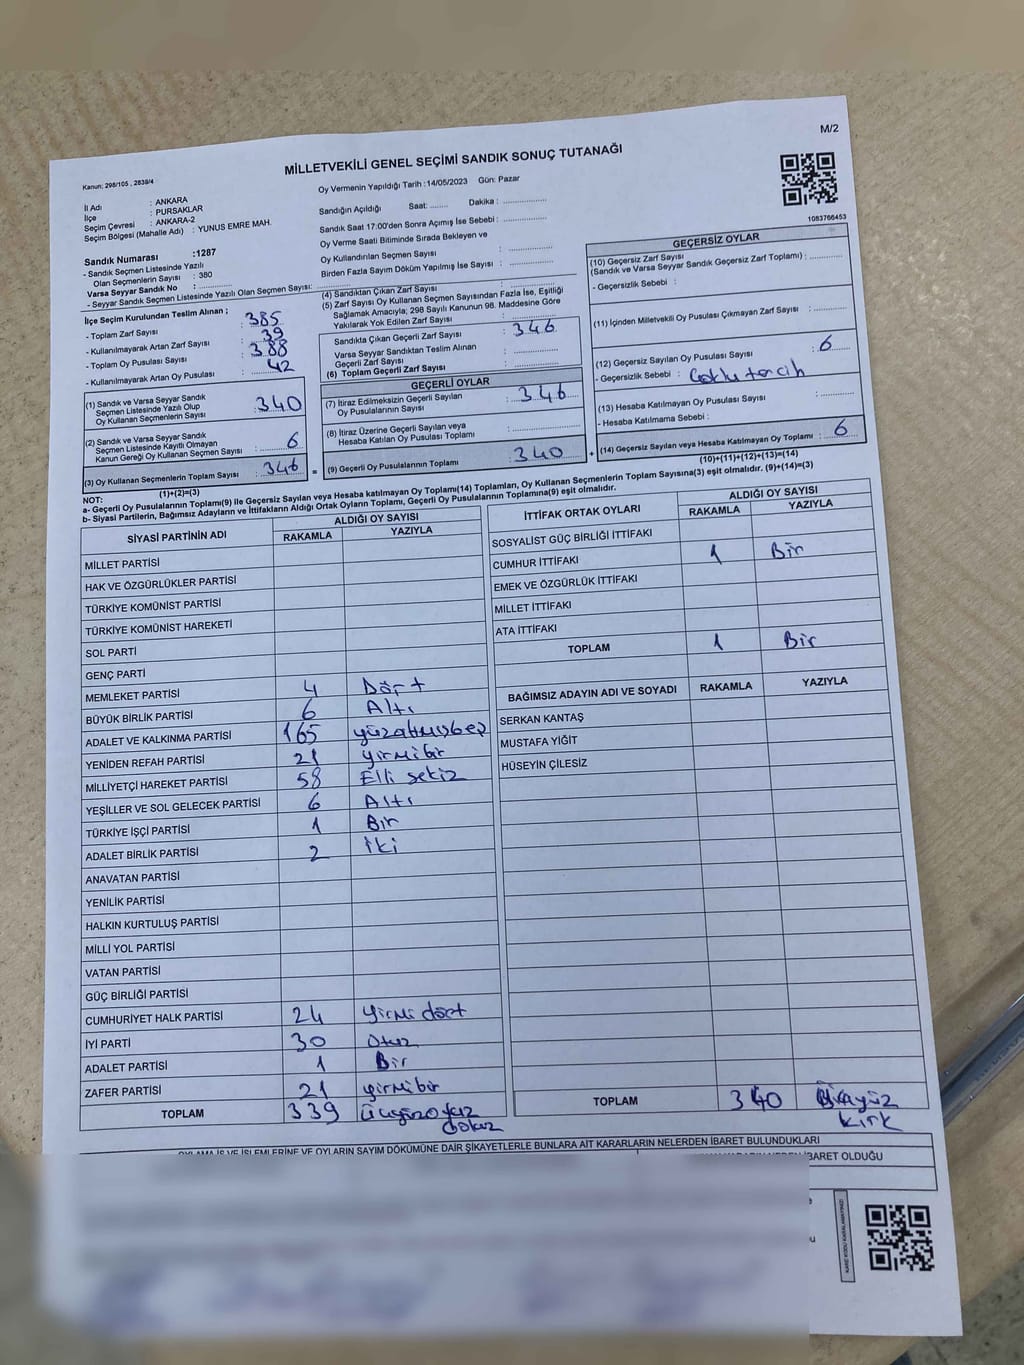 M/2
MİLLETVEKİLİ GENEL SEÇİMİ SANDIK SONUÇ TUTANAĞI
Kanun: 298/105 , 2839/4
Oy Vermenin Yapıldığı Tarih :14/05/2023 Gün: Pazar
1083766453
İl Adı : ANKARA
İlçe : PURSAKLAR
Seçim Çevresi : ANKARA-2
Seçim Bölgesi (Mahalle Adı) : YUNUS EMRE MAH.
Sandık Numarası :1287
- Sandık Seçmen Listesinde Yazılı
Olan Seçmenlerin Sayısı : 380
Varsa Seyyar Sandık No :
- Seyyar Sandık Seçmen Listesinde Yazılı Olan Seçmen Sayısı:
Sandığın Açıldığı Saat: ........ Dakika : ....................
Sandık Saat 17:00'den Sonra Açımış İse Sebebi : ....................
Oy Verme Saati Bitiminde Sırada Bekleyen ve
Oy Kullandırılan Seçmen Sayısı :
Birden Fazla Sayım Döküm Yapılmış İse Sayısı :
İlçe Seçim Kurulundan Teslim Alınan ;
- Toplam Zarf Sayısı : 385
- Kullanılmayarak Artan Zarf Sayısı : 39
- Toplam Oy Pusulası Sayısı : 388
- Kullanılmayarak Artan Oy Pusulası : 42
(1) Sandık ve Varsa Seyyar Sandık
Seçmen Listesinde Yazılı Olup
Oy Kullanan Seçmenlerin Sayısı : 340
(2) Sandık ve Varsa Seyyar Sandık
Seçmen Listesinde Kayıtlı Olmayan
Kanun Gereği Oy Kullanan Seçmen Sayısı : 6
(3) Oy Kullanan Seçmenlerin Toplam Sayısı : 346
(1)+(2)=(3)
(4) Sandıktan Çıkan Zarf Sayısı :
(5) Zarf Sayısı Oy Kullanan Seçmen Sayısından Fazla İse, Eşitliği
Sağlamak Amacıyla; 298 Sayılı Kanunun 98. Maddesine Göre
Yakılarak Yok Edilen Zarf Sayısı :
Sandıkta Çıkan Geçerli Zarf Sayısı : 346
Varsa Seyyar Sandıktan Teslim Alınan
Geçerli Zarf Sayısı :
(6) Toplam Geçerli Zarf Sayısı :
GEÇERLİ OYLAR
(7) İtiraz Edilmeksizin Geçerli Sayılan
Oy Pusulalarının Sayısı : 346
(8) İtiraz Üzerine Geçerli Sayılan veya
Hesaba Katılan Oy Pusulası Toplamı :
= (9) Geçerli Oy Pusulalarının Toplamı : 340 +
GEÇERSİZ OYLAR
(10) Geçersiz Zarf Sayısı
(Sandık ve Varsa Seyyar Sandık Geçersiz Zarf Toplamı) :
- Geçersizlik Sebebi :
(11) İçinden Milletvekili Oy Pusulası Çıkmayan Zarf Sayısı :
(12) Geçersiz Sayılan Oy Pusulası Sayısı : 6
- Geçersizlik Sebebi : Çoklu tercih
(13) Hesaba Katılmayan Oy Pusulası Sayısı :
- Hesaba Katılmama Sebebi :
(14) Geçersiz Sayılan veya Hesaba Katılmayan Oy Toplamı : 6
(10)+(11)+(12)+(13)=(14)
NOT:
a- Geçerli Oy Pusulalarının Toplamı(9) ile Geçersiz Sayılan veya Hesaba katılmayan Oy Toplamı(14) Toplamları, Oy Kullanan Seçmenlerin Toplam Sayısına(3) eşit olmalıdır. (9)+(14)=(3)
b- Siyasi Partilerin, Bağımsız Adayların ve İttifakların Aldığı Ortak Oyların Toplamı, Geçerli Oy Pusulalarının Toplamına(9) eşit olmalıdır.
SİYASİ PARTİNİN ADI ALDIĞI OY SAYISI
RAKAMLA YAZIYLA
MİLLET PARTİSİ
HAK VE ÖZGÜRLÜKLER PARTİSİ
TÜRKİYE KOMÜNİST PARTİSİ
TÜRKİYE KOMÜNİST HAREKETİ
SOL PARTİ
GENÇ PARTİ
MEMLEKET PARTİSİ 4 Dört
BÜYÜK BİRLİK PARTİSİ 6 Altı
ADALET VE KALKINMA PARTİSİ 165 yüzaltmışbeş
YENİDEN REFAH PARTİSİ 21 yirmibir
MİLLİYETÇİ HAREKET PARTİSİ 58 Elli sekiz
YEŞİLLER VE SOL GELECEK PARTİSİ 6 Altı
TÜRKİYE İŞÇİ PARTİSİ 1 Bir
ADALET BİRLİK PARTİSİ 2 İki
ANAVATAN PARTİSİ
YENİLİK PARTİSİ
HALKIN KURTULUŞ PARTİSİ
MİLLİ YOL PARTİSİ
VATAN PARTİSİ
GÜÇ BİRLİĞİ PARTİSİ
CUMHURİYET HALK PARTİSİ 24 Yirmi dört
İYİ PARTİ 30 Otuz
ADALET PARTİSİ 1 Bir
ZAFER PARTİSİ 21 yirmibir
TOPLAM 339 Üçyüzotuz
dokuz
İTTİFAK ORTAK OYLARI ALDIĞI OY SAYISI
RAKAMLA YAZIYLA
SOSYALİST GÜÇ BİRLİĞİ İTTİFAKI
CUMHUR İTTİFAKI 1 Bir
EMEK VE ÖZGÜRLÜK İTTİFAKI
MİLLET İTTİFAKI
ATA İTTİFAKI
TOPLAM 1 Bir
BAĞIMSIZ ADAYIN ADI VE SOYADI RAKAMLA YAZIYLA
SERKAN KANTAŞ
MUSTAFA YİĞİT
HÜSEYİN ÇİLESİZ
TOPLAM 340 Üçyüz
kırk
OYLAMA İŞ VE İŞLEMLERİNE VE OYLARIN SAYIM DÖKÜMÜNE DAİR ŞİKAYETLERLE BUNLARA AİT KARARLARIN NELERDEN İBARET BULUNDUKLARI
İBARET OLDUĞU